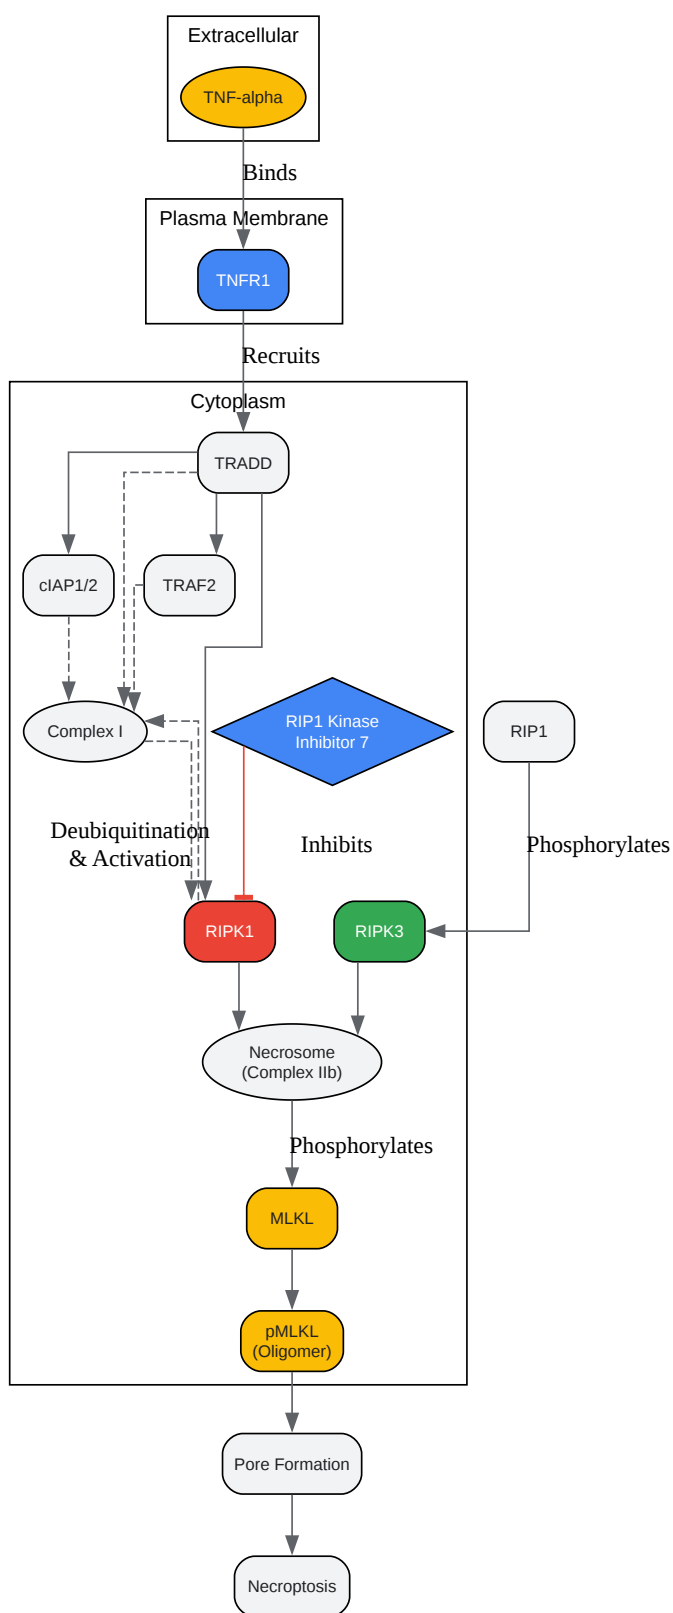 Extracellular
TNF-alpha
Binds
Plasma Membrane
TNFR1
Recruits
Cytoplasm
TRADD
cIAP1/2
TRAF2
Complex I
RIP1 Kinase
Inhibitor 7
RIP1
Deubiquitination
& Activation
Inhibits
Phosphorylates
RIPK1
RIPK3
Necrosome
(Complex IIb)
Phosphorylates
MLKL
pMLKL
(Oligomer)
Pore Formation
Necroptosis